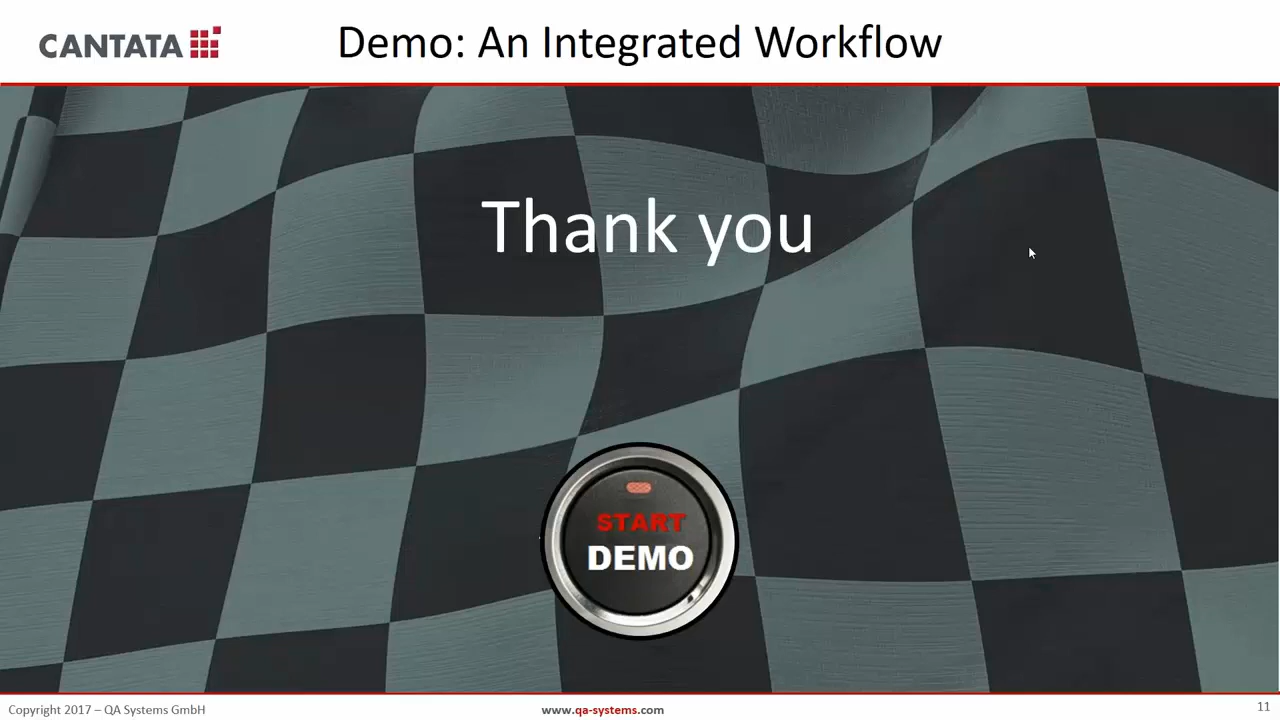 CANTATA
Demo: An Integrated Workflow
Thank you
START
DEMO
Copyright 2017 – QA Systems GmbH
www.qa-systems.com
11